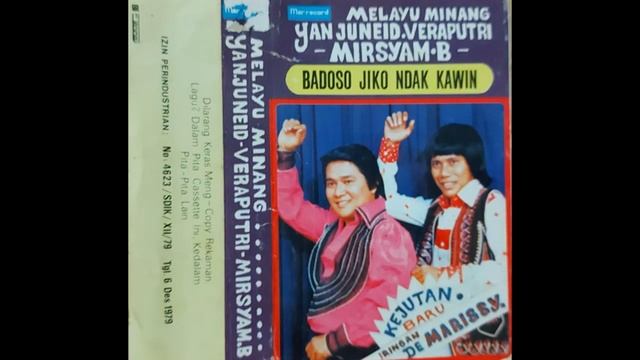 IZIN PERINDUSTRIAN: No 4623/SDIK/XII/79 Tgl 6 Des 1979
Dilarang Keras Meng-Copy Rekaman
Lagu2 Dalam Pita Cassette Ini, Kedalam
Pita-Pita Lain
MELAYU MINANG
YAN JUNEID-VERAPUTRI-MIRSYAM.B
Marrecord
MELAYU MINANG
YAN JUNEID.VERAPUTRI
-MIRSYAM.B-
BADOSO JIKO NDAK KAWIN
KEJUTAN
BARU
IRINGAN
DE MARISSY.